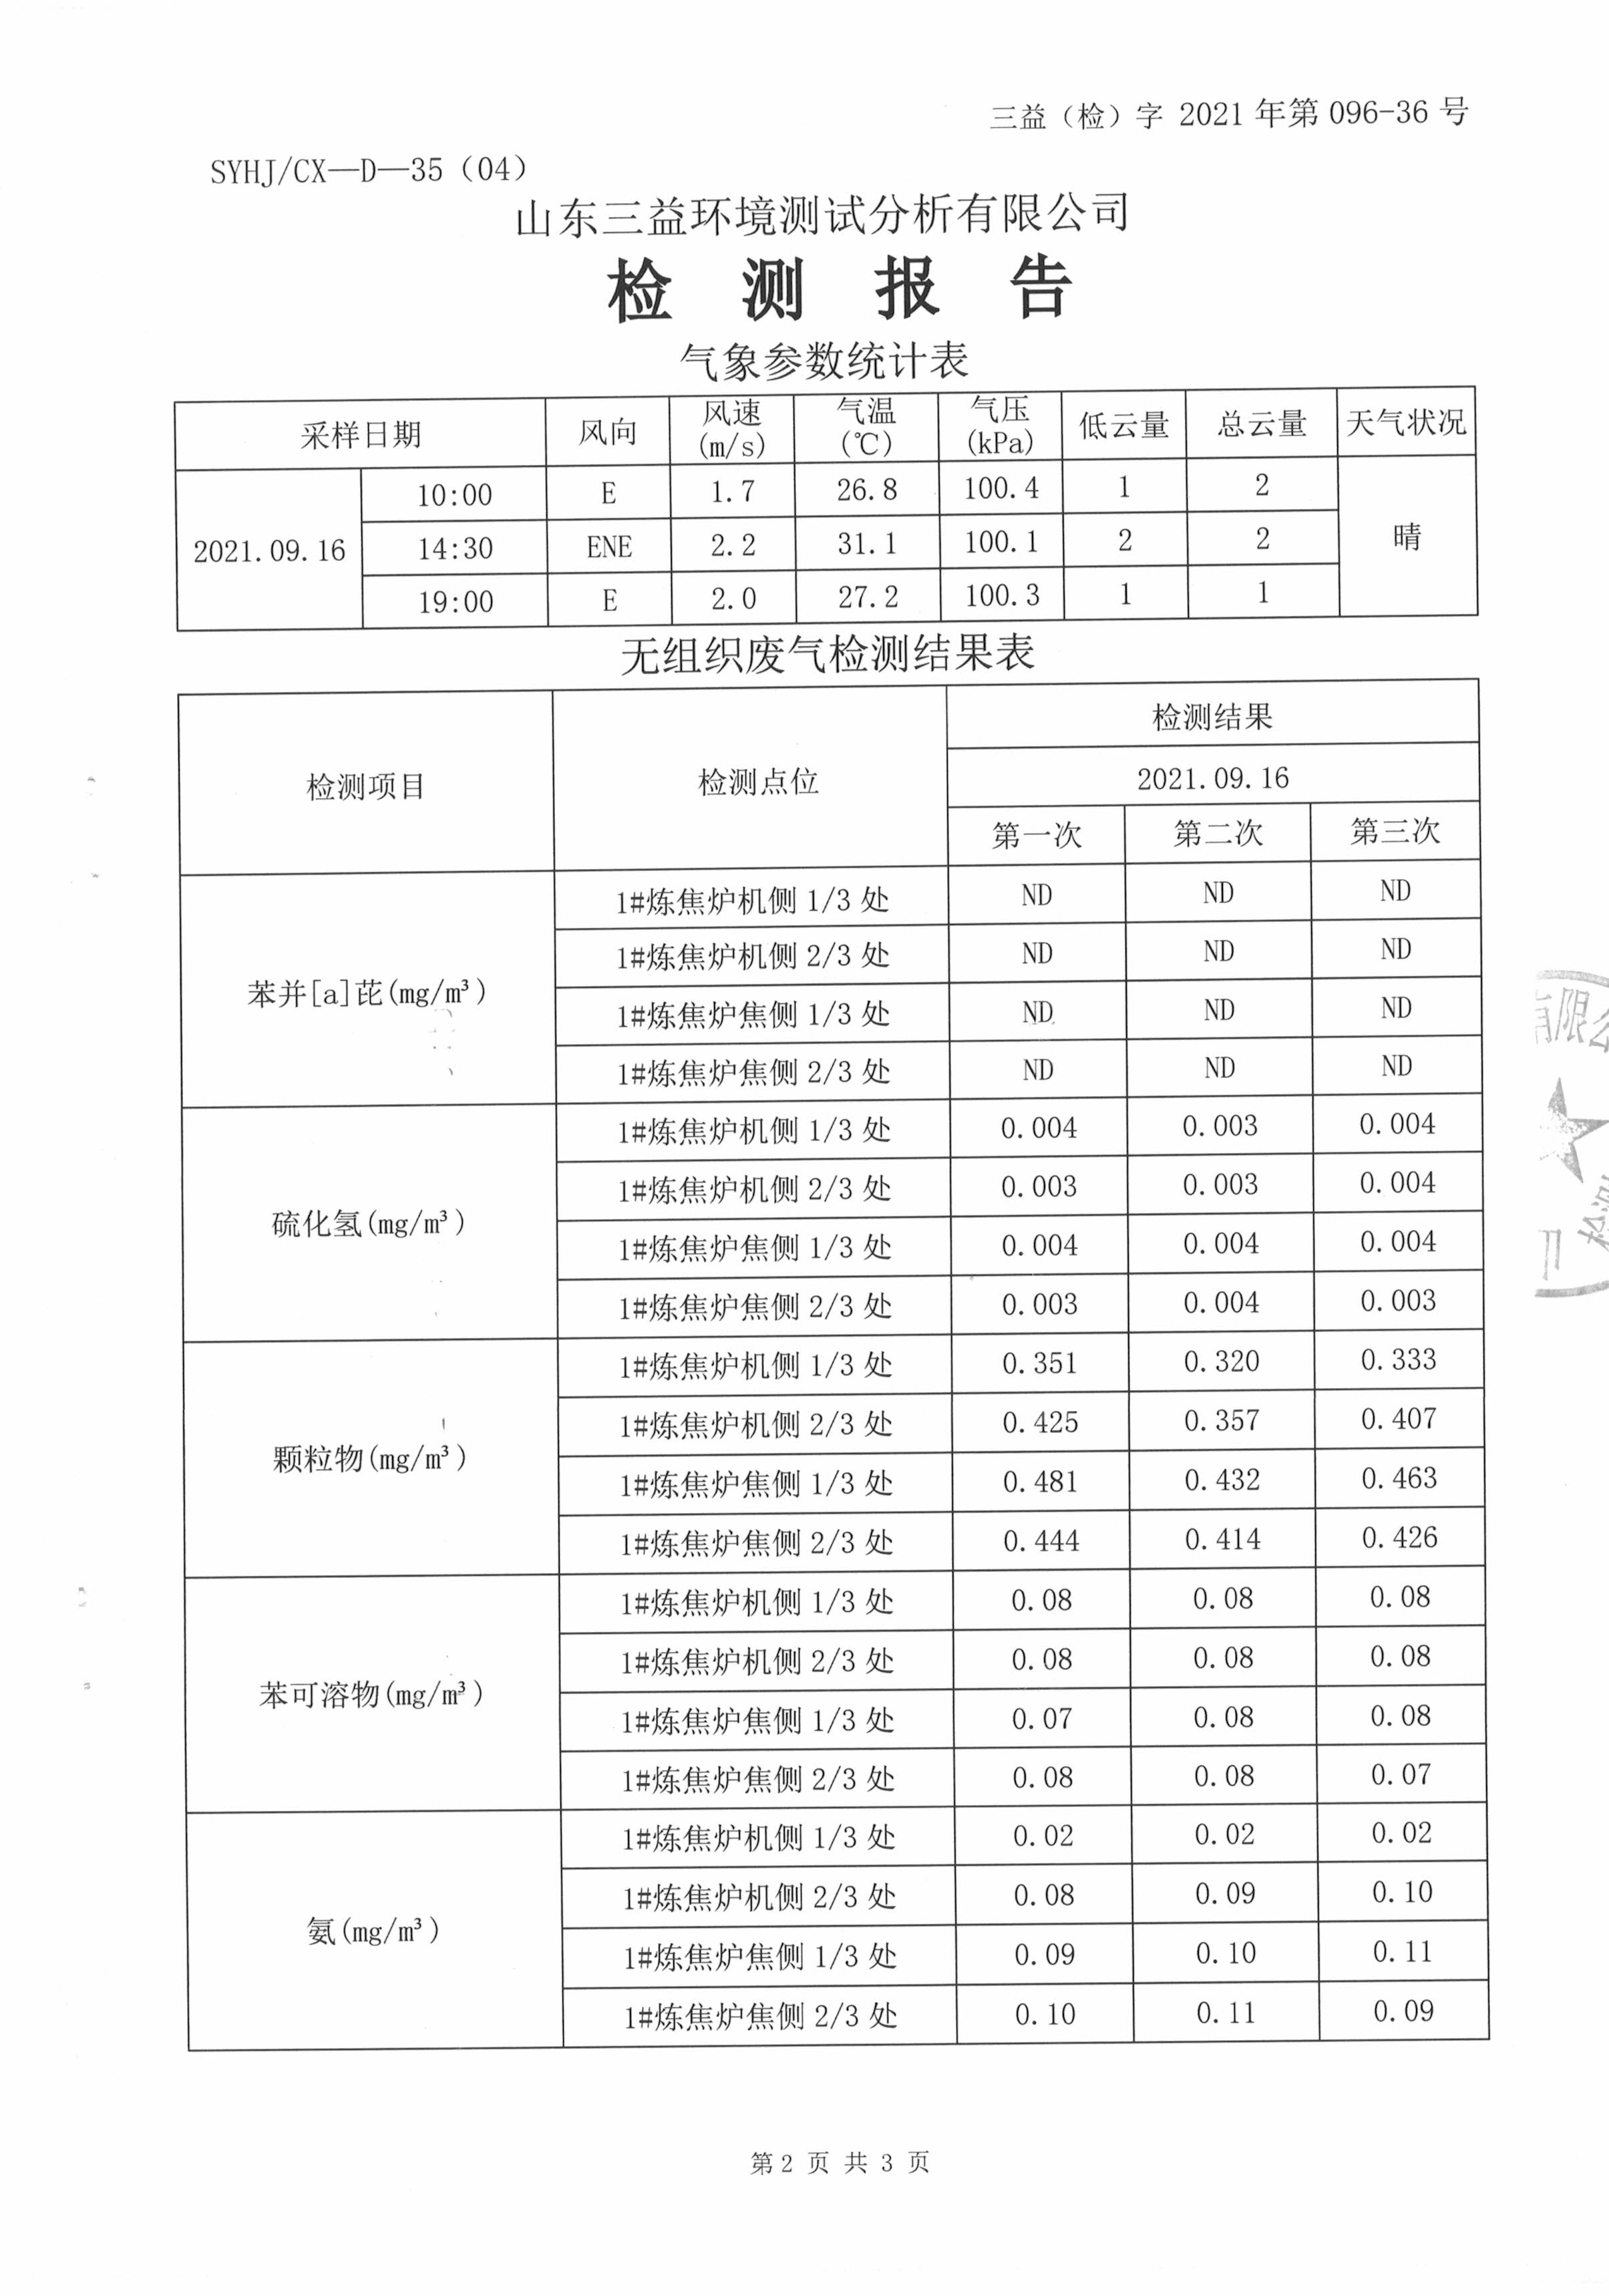 三益（检）字 2021 年第 096-36 号
SYHJ/CX—D—35（04）
山东三益环境测试分析有限公司
检 测 报 告
气象参数统计表
采样日期 风向 风速(m/s) 气温(℃) 气压(kPa) 低云量 总云量 天气状况
2021.09.16 10:00 E 1.7 26.8 100.4 1 2 晴
14:30 ENE 2.2 31.1 100.1 2 2
19:00 E 2.0 27.2 100.3 1 1
无组织废气检测结果表
检测项目 检测点位 检测结果
2021.09.16
第一次 第二次 第三次
苯并[a]芘(mg/m³) 1#炼焦炉机侧 1/3 处 ND ND ND
1#炼焦炉机侧 2/3 处 ND ND ND
1#炼焦炉焦侧 1/3 处 ND ND ND
1#炼焦炉焦侧 2/3 处 ND ND ND
硫化氢(mg/m³) 1#炼焦炉机侧 1/3 处 0.004 0.003 0.004
1#炼焦炉机侧 2/3 处 0.003 0.003 0.004
1#炼焦炉焦侧 1/3 处 0.004 0.004 0.004
1#炼焦炉焦侧 2/3 处 0.003 0.004 0.003
颗粒物(mg/m³) 1#炼焦炉机侧 1/3 处 0.351 0.320 0.333
1#炼焦炉机侧 2/3 处 0.425 0.357 0.407
1#炼焦炉焦侧 1/3 处 0.481 0.432 0.463
1#炼焦炉焦侧 2/3 处 0.444 0.414 0.426
苯可溶物(mg/m³) 1#炼焦炉机侧 1/3 处 0.08 0.08 0.08
1#炼焦炉机侧 2/3 处 0.08 0.08 0.08
1#炼焦炉焦侧 1/3 处 0.07 0.08 0.08
1#炼焦炉焦侧 2/3 处 0.08 0.08 0.07
氨(mg/m³) 1#炼焦炉机侧 1/3 处 0.02 0.02 0.02
1#炼焦炉机侧 2/3 处 0.08 0.09 0.10
1#炼焦炉焦侧 1/3 处 0.09 0.10 0.11
1#炼焦炉焦侧 2/3 处 0.10 0.11 0.09
第 2 页 共 3 页